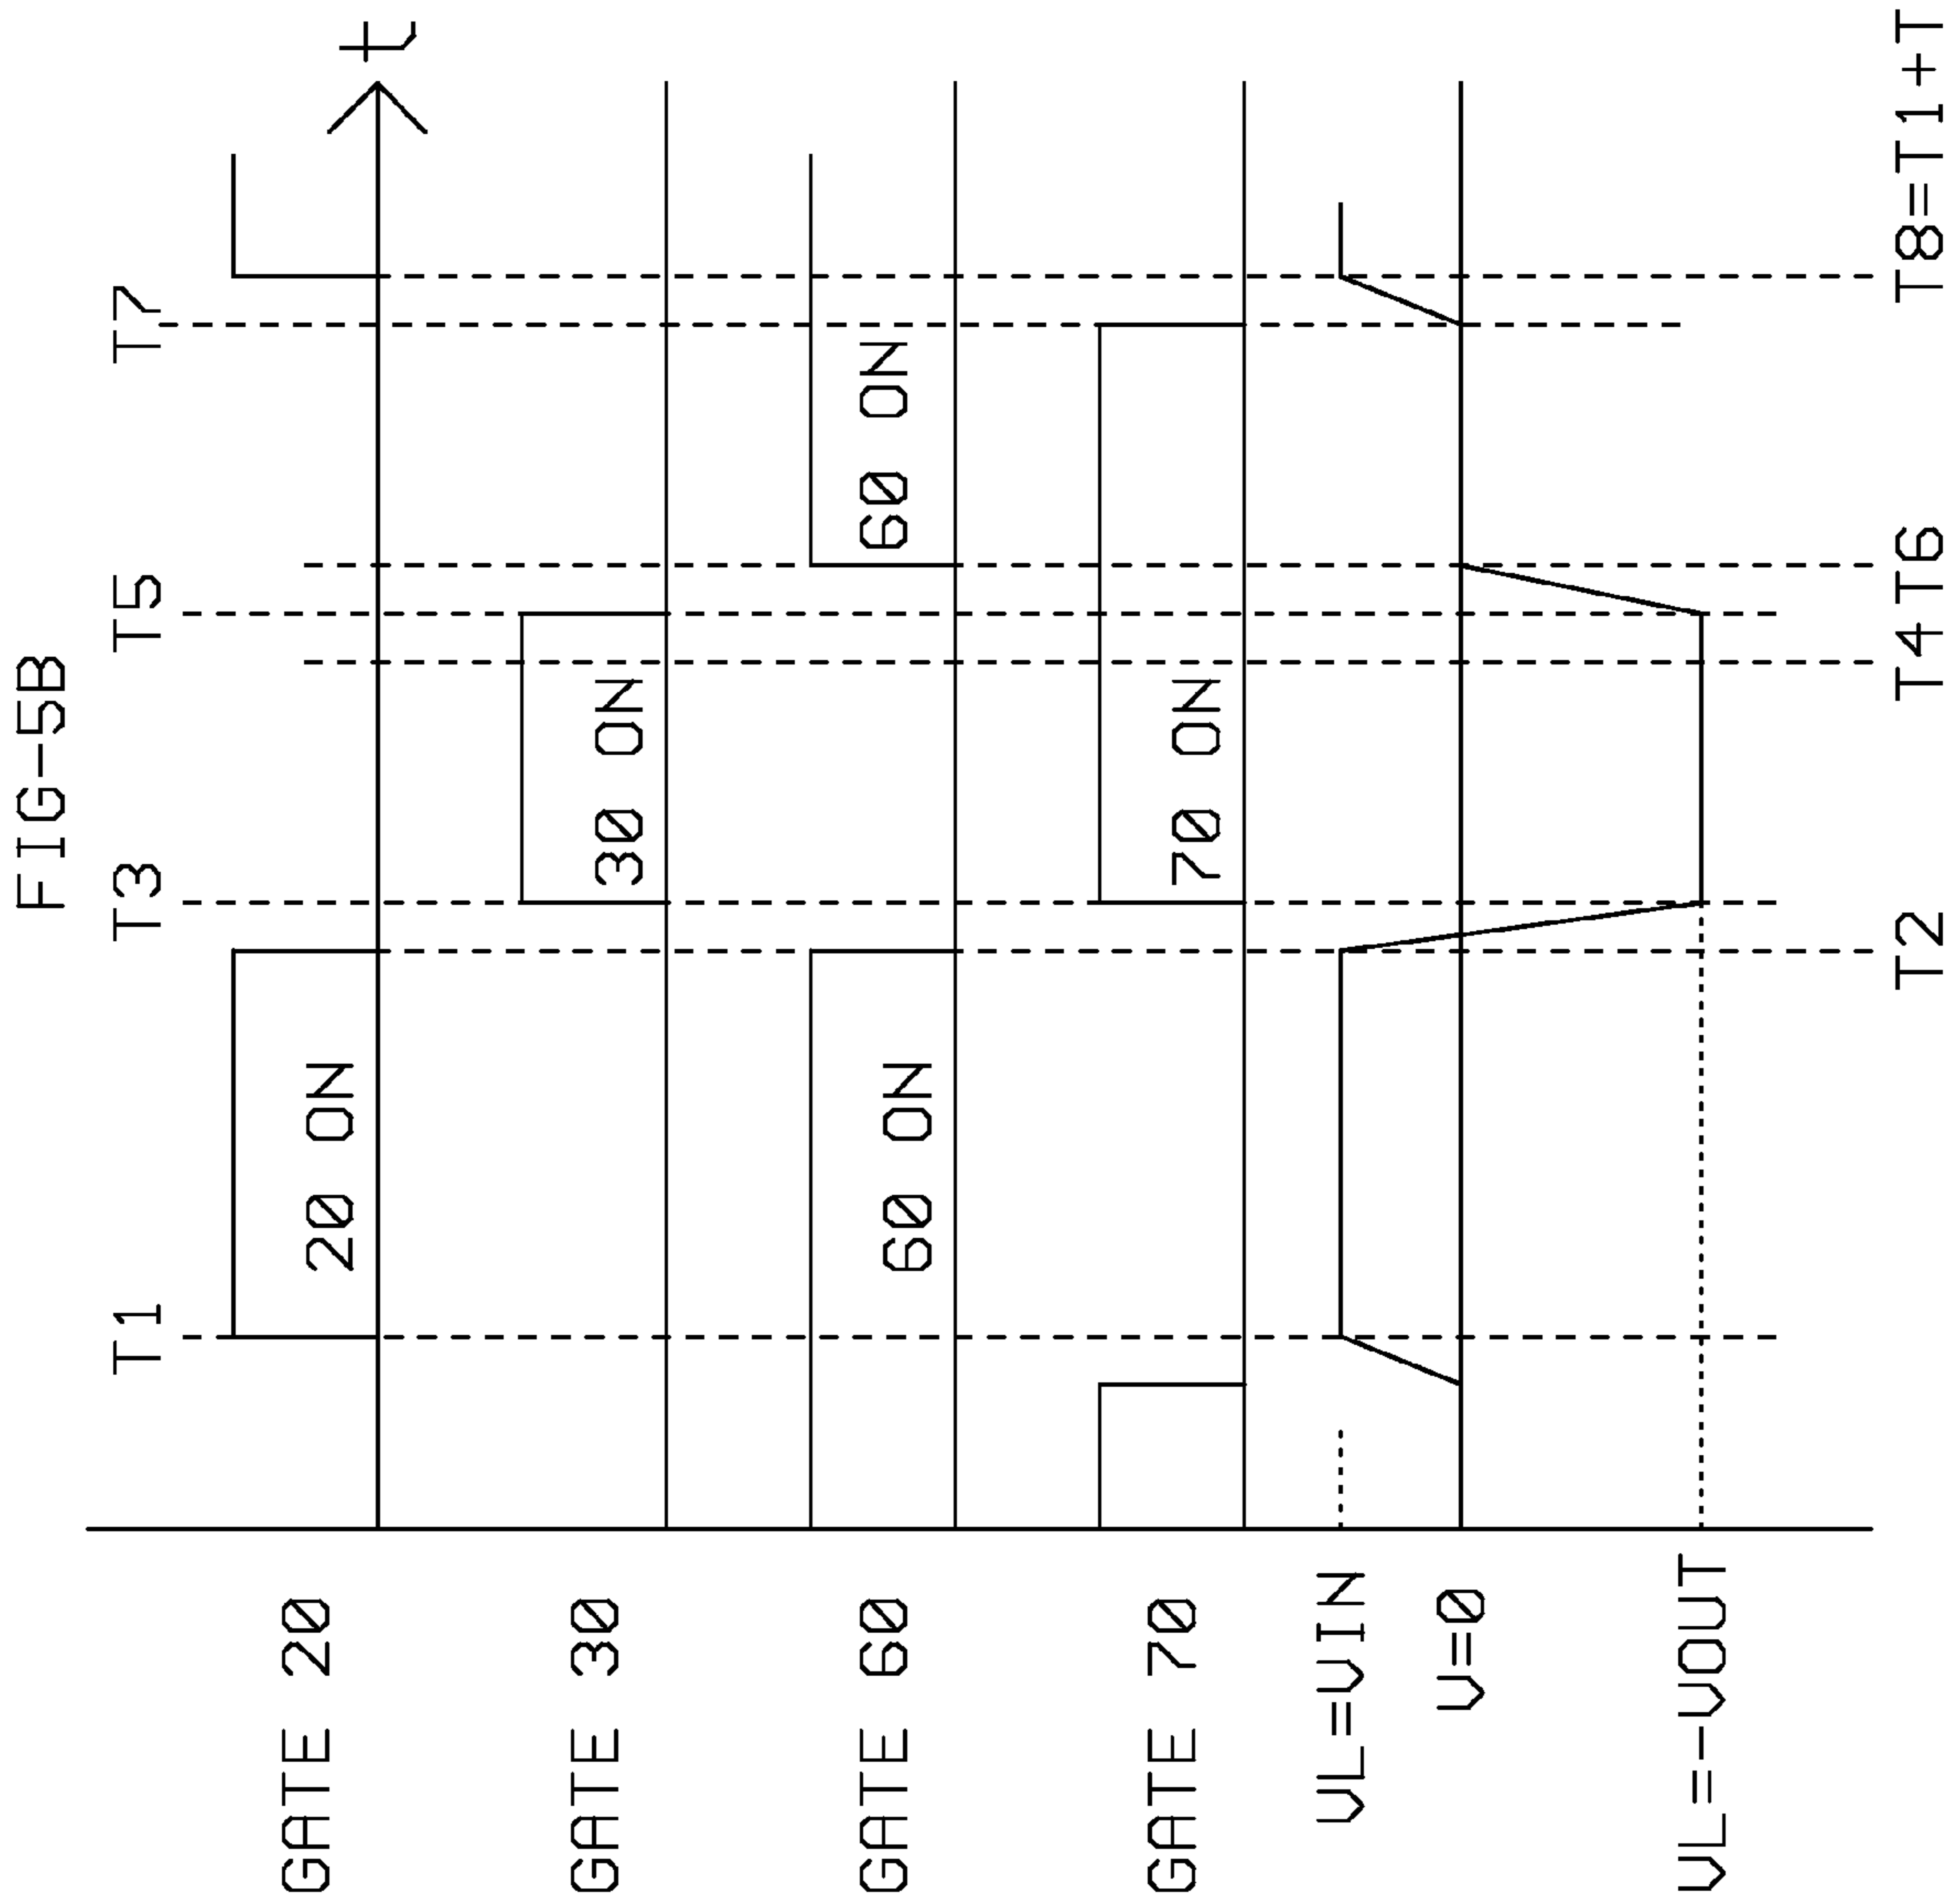 FIG-5B
T1 T3 T5 T7
t
GATE 20
20 ON
GATE 30
30 ON
GATE 60
60 ON
60 ON
GATE 70
70 ON
VL=VIN
V=0
VL=-VOUT
T2 T4 T6 T8=T1+T